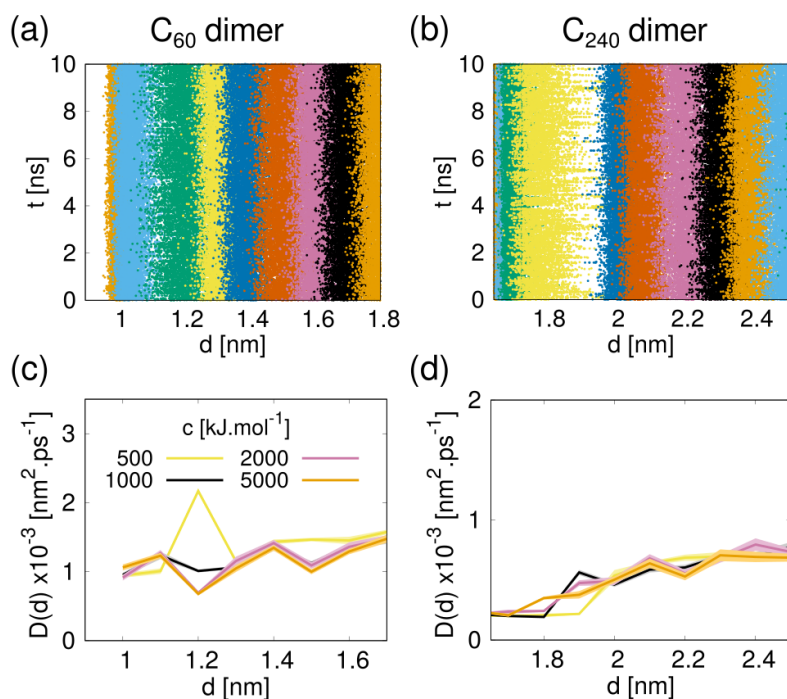 (a) C60 dimer
(b) C240 dimer
t [ns]
10
8
6
4
2
0
1 1.2 1.4 1.6 1.8
d [nm]
t [ns]
10
8
6
4
2
0
1.8 2 2.2 2.4
d [nm]
(c)
D(d) x10⁻³ [nm².ps⁻¹]
3
2
1
0
c [kJ.mol⁻¹]
500 2000
1000 5000
1 1.2 1.4 1.6
d [nm]
(d)
D(d) x10⁻³ [nm².ps⁻¹]
2
1
0
1.8 2 2.2 2.4
d [nm]